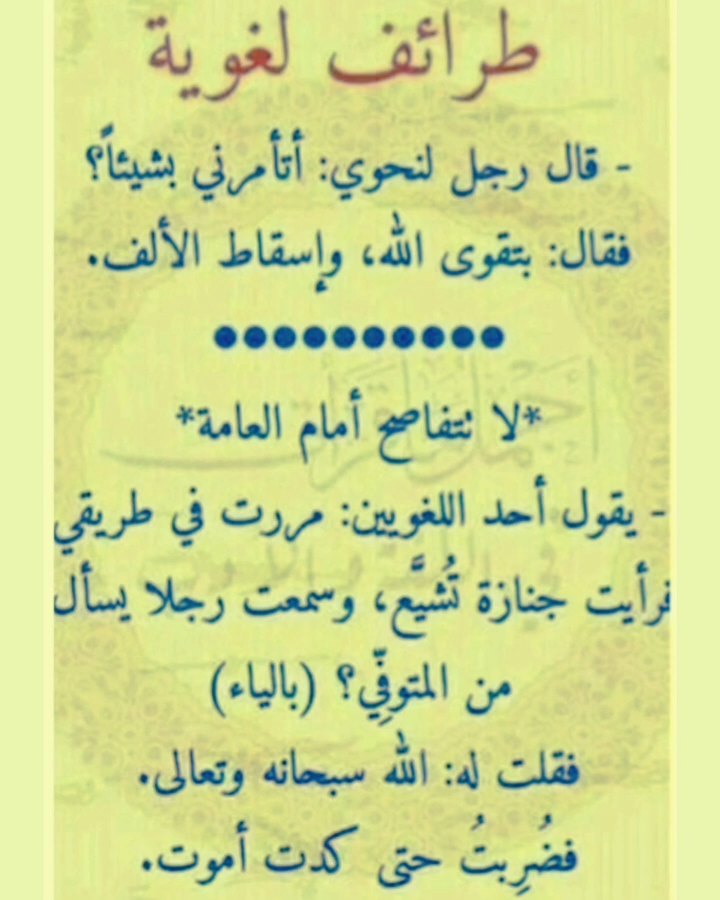 طرائف لغوية
- قال رجل لنحوي: أتأمرني بشيئاً؟
فقال: بتقوى الله، وإسقاط الألف.
●●●●●●●●●●
*لا نتفاصح أمام العامة*
- يقول أحد اللغويين: مررت في طريقي
فرأيت جنازة تُشيَّع، وسمعت رجلا يسأل
من المتوفِّي؟ (بالياء)
فقلت له: الله سبحانه وتعالى.
فضُرِبتُ حتى كدت أموت.